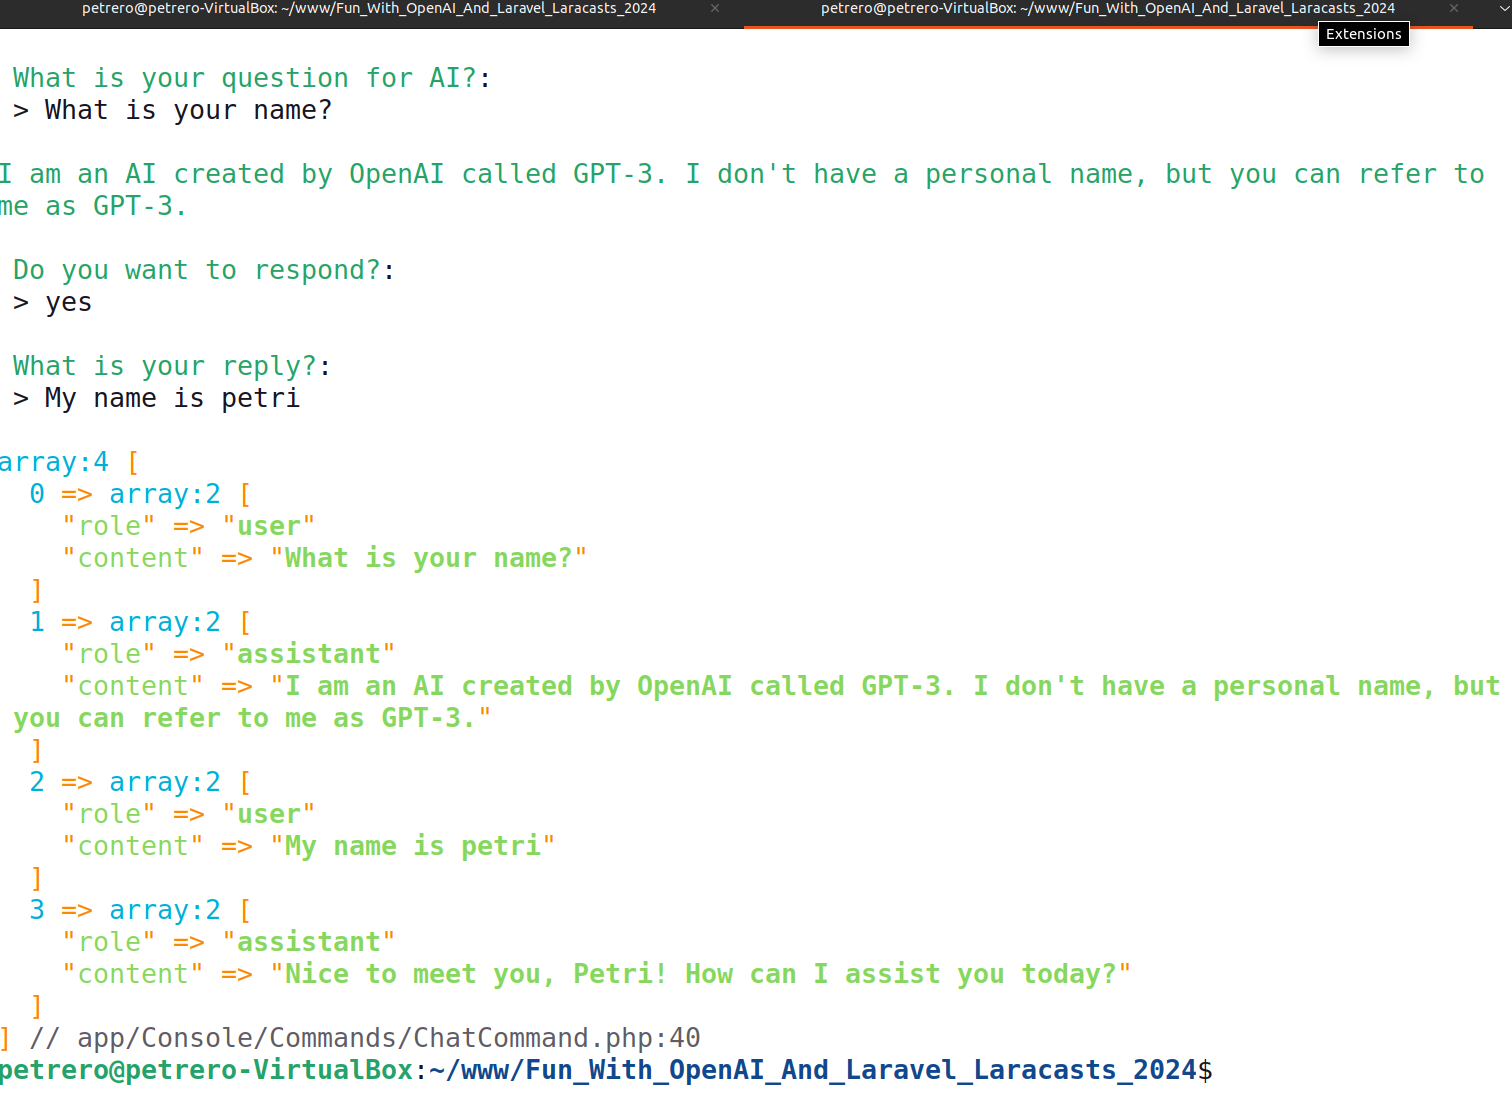 petrero@petrero-VirtualBox: ~/www/Fun_With_OpenAI_And_Laravel_Laracasts_2024 × petrero@petrero-VirtualBox: ~/www/Fun_With_OpenAI_And_Laravel_Laracasts_2024 ×
Extensions
What is your question for AI?:
> What is your name?
I am an AI created by OpenAI called GPT-3. I don't have a personal name, but you can refer to
me as GPT-3.
Do you want to respond?:
> yes
What is your reply?:
> My name is petri
array:4 [
  0 => array:2 [
    "role" => "user"
    "content" => "What is your name?"
  ]
  1 => array:2 [
    "role" => "assistant"
    "content" => "I am an AI created by OpenAI called GPT-3. I don't have a personal name, but
you can refer to me as GPT-3."
  ]
  2 => array:2 [
    "role" => "user"
    "content" => "My name is petri"
  ]
  3 => array:2 [
    "role" => "assistant"
    "content" => "Nice to meet you, Petri! How can I assist you today?"
  ]
] // app/Console/Commands/ChatCommand.php:40
petrero@petrero-VirtualBox:~/www/Fun_With_OpenAI_And_Laravel_Laracasts_2024$